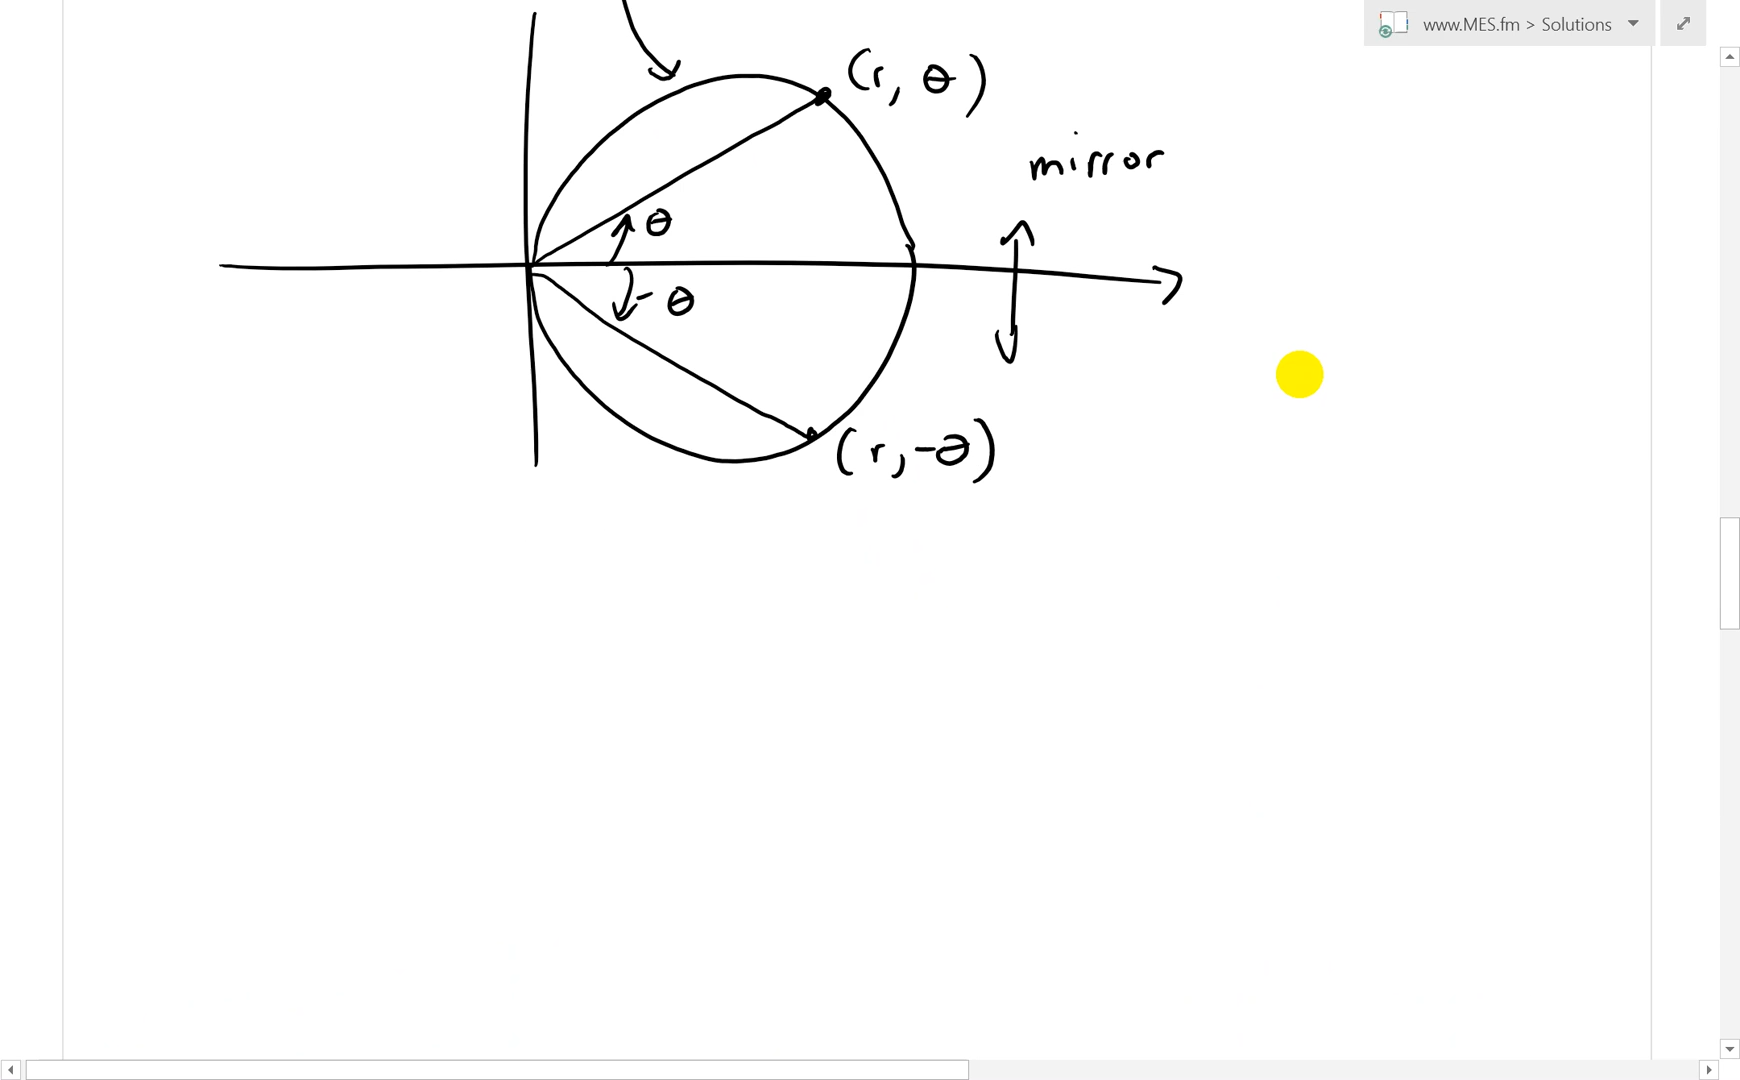 www.MES.fm > Solutions
(r, θ)
mirror
θ
-θ
(r,-θ)